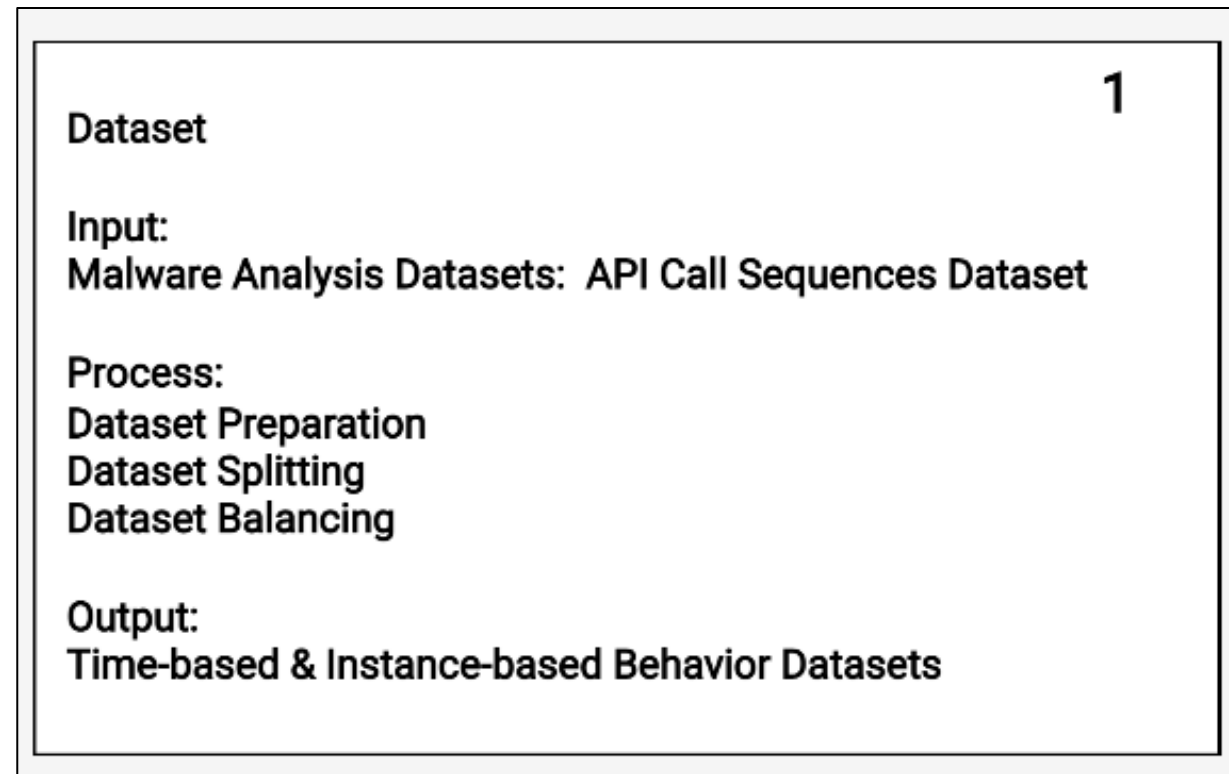 1
Dataset
Input:
Malware Analysis Datasets:  API Call Sequences Dataset
Process:
Dataset Preparation
Dataset Splitting
Dataset Balancing
Output:
Time-based & Instance-based Behavior Datasets